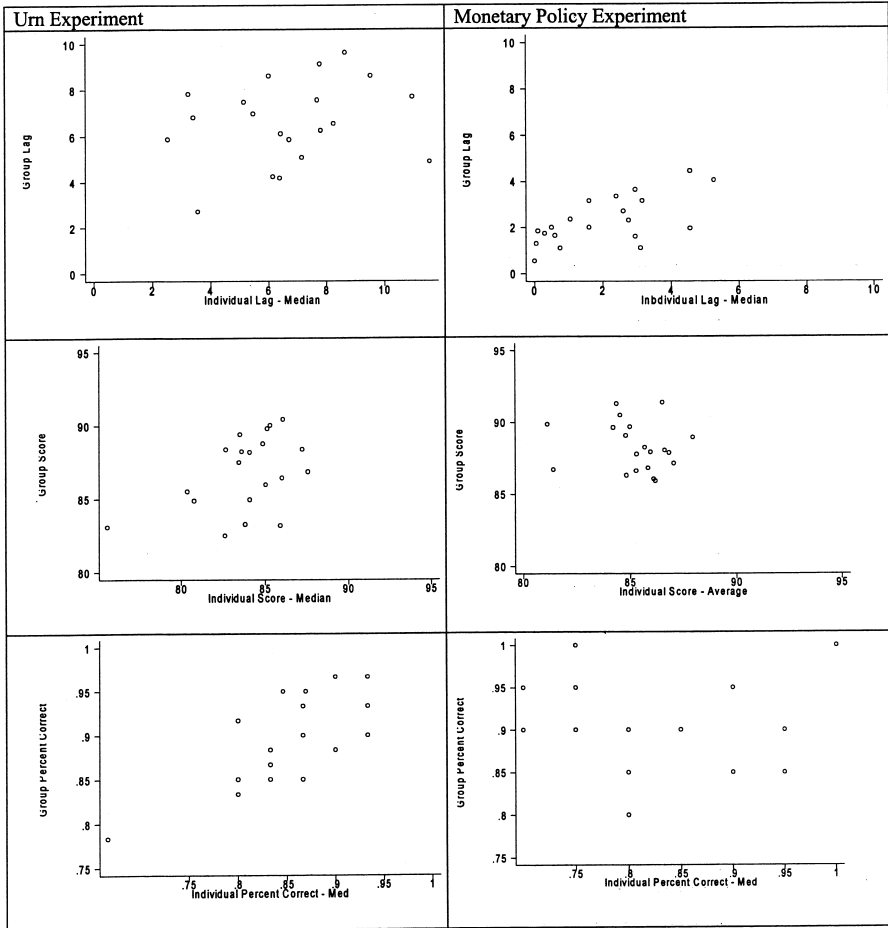 Urn Experiment
Monetary Policy Experiment
10
8
6
4
2
0
Group Lag
0 2 4 6 8 10
Individual Lag - Median
10
8
6
4
2
0
Group Lag
0 2 4 6 8 10
Inbdividual Lag - Median
95
90
85
80
Group Score
80 85 90 95
Individual Score - Median
95
90
85
80
Group Score
80 85 90 95
Individual Score - Average
1
.95
.9
.85
.8
.75
Group Percent Correct
.75 .8 .85 .9 .95 1
Individual Percent Correct - Med
1
.95
.9
.85
.8
.75
Group Percent Correct
.75 .8 .85 .9 .95 1
Individual Percent Correct - Med